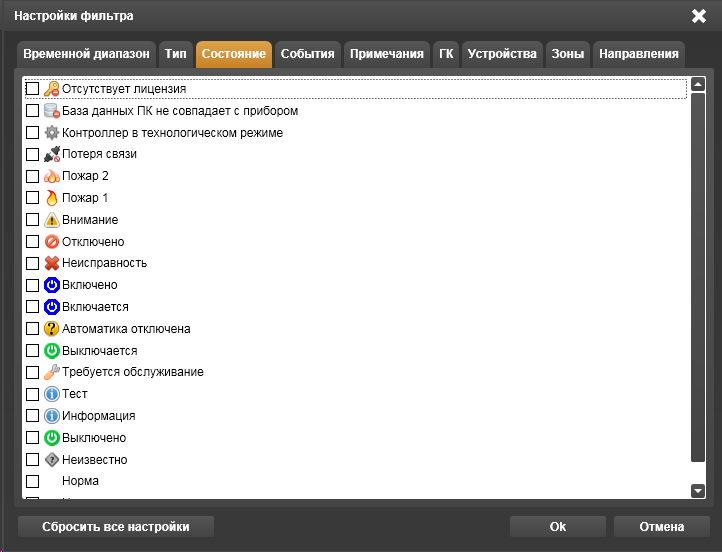 Настройки фильтра
Временной диапазон Тип Состояние События Примечания ГК Устройства Зоны Направления
Отсутствует лицензия
База данных ПК не совпадает с прибором
Контроллер в технологическом режиме
Потеря связи
Пожар 2
Пожар 1
Внимание
Отключено
Неисправность
Включено
Включается
Автоматика отключена
Выключается
Требуется обслуживание
Тест
Информация
Выключено
Неизвестно
Норма
Сбросить все настройки Ok Отмена